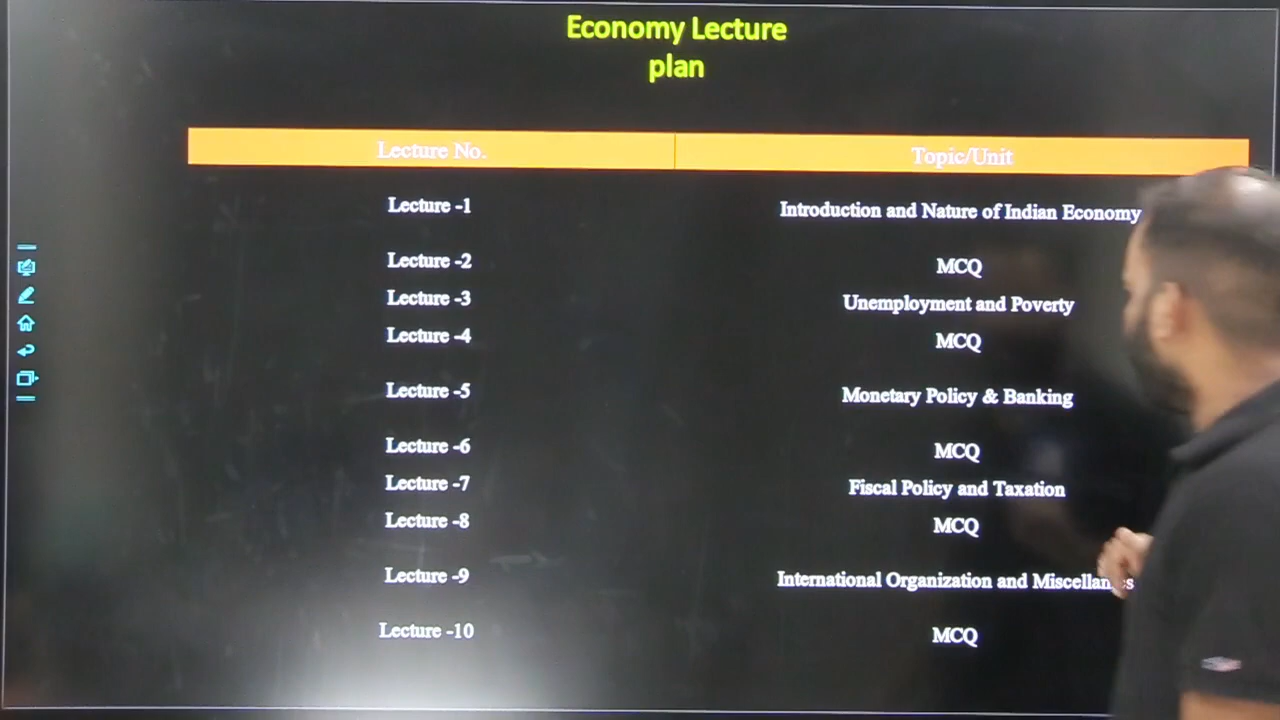 Economy Lecture
plan
Lecture No. Topic/Unit
Lecture -1 Introduction and Nature of Indian Economy
Lecture -2 MCQ
Lecture -3 Unemployment and Poverty
Lecture -4 MCQ
Lecture -5 Monetary Policy & Banking
Lecture -6 MCQ
Lecture -7 Fiscal Policy and Taxation
Lecture -8 MCQ
Lecture -9 International Organization and
Lecture -10 MCQ